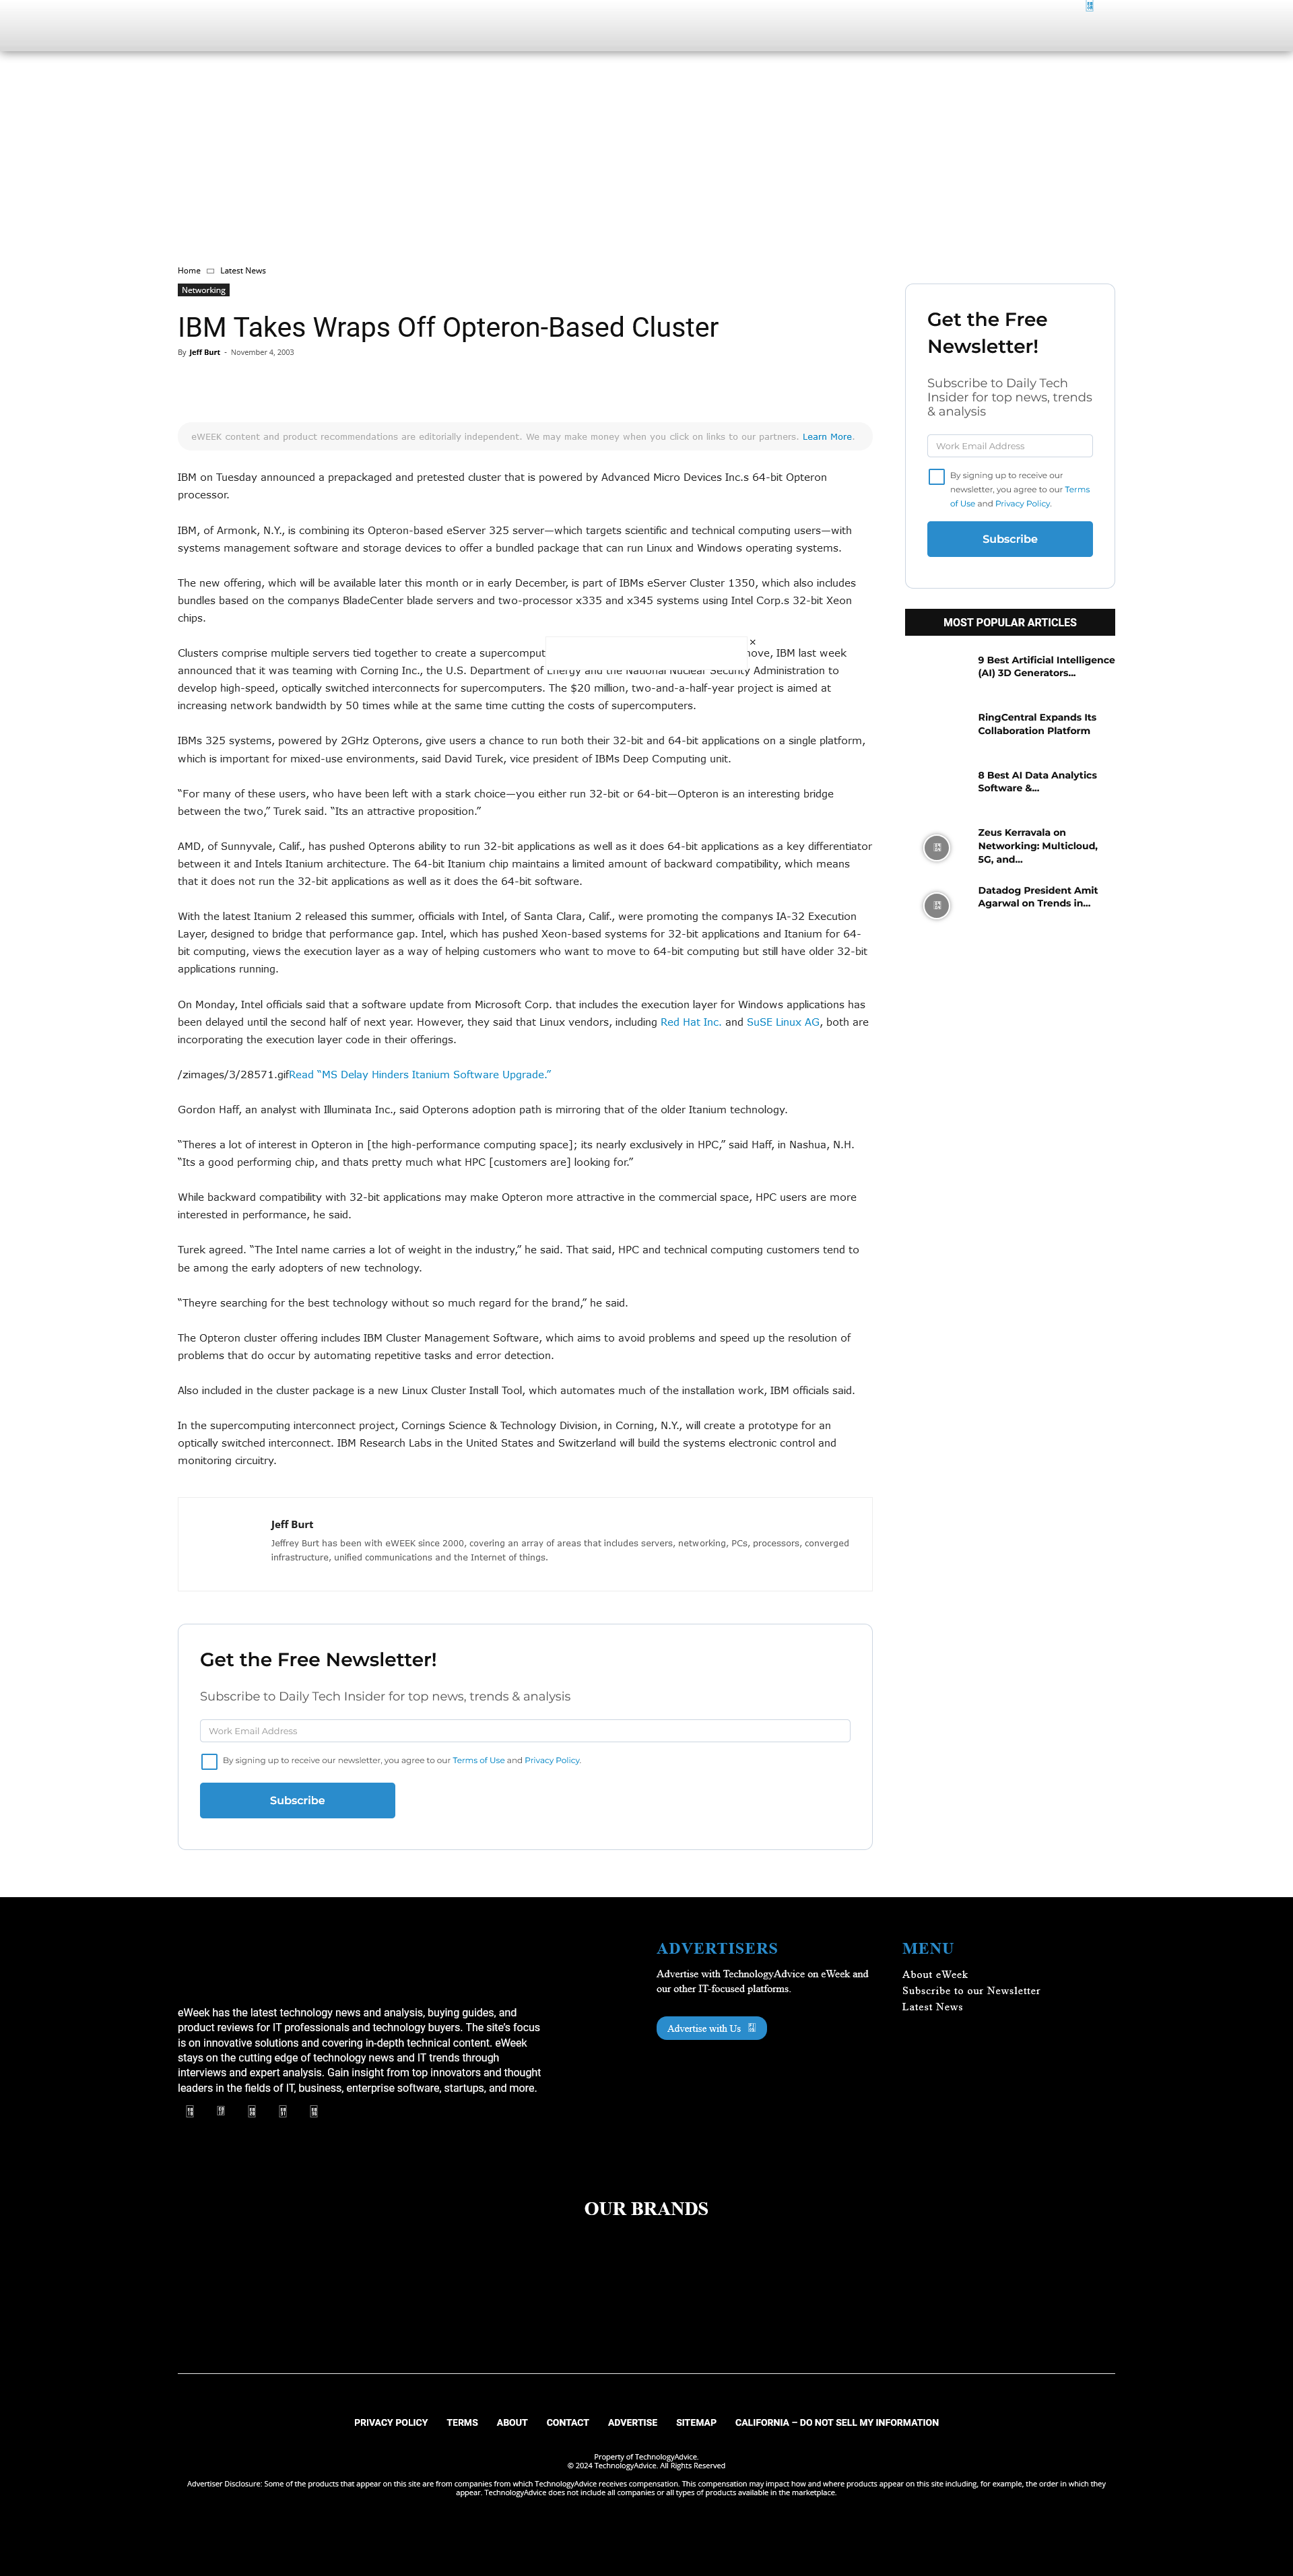 Home
Latest News
Networking
IBM Takes Wraps Off Opteron-Based Cluster
By Jeff Burt - November 4, 2003
eWEEK content and product recommendations are editorially independent. We may make money when you click on links to our partners. Learn More.
IBM on Tuesday announced a prepackaged and pretested cluster that is powered by Advanced Micro Devices Inc.s 64-bit Opteron
processor.
IBM, of Armonk, N.Y., is combining its Opteron-based eServer 325 server—which targets scientific and technical computing users—with
systems management software and storage devices to offer a bundled package that can run Linux and Windows operating systems.
The new offering, which will be available later this month or in early December, is part of IBMs eServer Cluster 1350, which also includes
bundles based on the companys BladeCenter blade servers and two-processor x335 and x345 systems using Intel Corp.s 32-bit Xeon
chips.
Clusters comprise multiple servers tied together to create a supercomput
×
ove, IBM last week
announced that it was teaming with Corning Inc., the U.S. Department of Energy and the National Nuclear Security Administration to
develop high-speed, optically switched interconnects for supercomputers. The $20 million, two-and-a-half-year project is aimed at
increasing network bandwidth by 50 times while at the same time cutting the costs of supercomputers.
IBMs 325 systems, powered by 2GHz Opterons, give users a chance to run both their 32-bit and 64-bit applications on a single platform,
which is important for mixed-use environments, said David Turek, vice president of IBMs Deep Computing unit.
“For many of these users, who have been left with a stark choice—you either run 32-bit or 64-bit—Opteron is an interesting bridge
between the two,” Turek said. “Its an attractive proposition.”
AMD, of Sunnyvale, Calif., has pushed Opterons ability to run 32-bit applications as well as it does 64-bit applications as a key differentiator
between it and Intels Itanium architecture. The 64-bit Itanium chip maintains a limited amount of backward compatibility, which means
that it does not run the 32-bit applications as well as it does the 64-bit software.
With the latest Itanium 2 released this summer, officials with Intel, of Santa Clara, Calif., were promoting the companys IA-32 Execution
Layer, designed to bridge that performance gap. Intel, which has pushed Xeon-based systems for 32-bit applications and Itanium for 64-
bit computing, views the execution layer as a way of helping customers who want to move to 64-bit computing but still have older 32-bit
applications running.
On Monday, Intel officials said that a software update from Microsoft Corp. that includes the execution layer for Windows applications has
been delayed until the second half of next year. However, they said that Linux vendors, including Red Hat Inc. and SuSE Linux AG, both are
incorporating the execution layer code in their offerings.
/zimages/3/28571.gifRead “MS Delay Hinders Itanium Software Upgrade.”
Gordon Haff, an analyst with Illuminata Inc., said Opterons adoption path is mirroring that of the older Itanium technology.
“Theres a lot of interest in Opteron in [the high-performance computing space]; its nearly exclusively in HPC,” said Haff, in Nashua, N.H.
“Its a good performing chip, and thats pretty much what HPC [customers are] looking for.”
While backward compatibility with 32-bit applications may make Opteron more attractive in the commercial space, HPC users are more
interested in performance, he said.
Turek agreed. “The Intel name carries a lot of weight in the industry,” he said. That said, HPC and technical computing customers tend to
be among the early adopters of new technology.
“Theyre searching for the best technology without so much regard for the brand,” he said.
The Opteron cluster offering includes IBM Cluster Management Software, which aims to avoid problems and speed up the resolution of
problems that do occur by automating repetitive tasks and error detection.
Also included in the cluster package is a new Linux Cluster Install Tool, which automates much of the installation work, IBM officials said.
In the supercomputing interconnect project, Cornings Science & Technology Division, in Corning, N.Y., will create a prototype for an
optically switched interconnect. IBM Research Labs in the United States and Switzerland will build the systems electronic control and
monitoring circuitry.
Jeff Burt
Jeffrey Burt has been with eWEEK since 2000, covering an array of areas that includes servers, networking, PCs, processors, converged
infrastructure, unified communications and the Internet of things.
Get the Free Newsletter!
Subscribe to Daily Tech Insider for top news, trends & analysis
Work Email Address
By signing up to receive our newsletter, you agree to our Terms of Use and Privacy Policy.
Subscribe
Get the Free
Newsletter!
Subscribe to Daily Tech
Insider for top news, trends
& analysis
Work Email Address
By signing up to receive our
newsletter, you agree to our Terms
of Use and Privacy Policy.
Subscribe
MOST POPULAR ARTICLES
9 Best Artificial Intelligence
(AI) 3D Generators...
RingCentral Expands Its
Collaboration Platform
8 Best AI Data Analytics
Software &...
Zeus Kerravala on
Networking: Multicloud,
5G, and...
Datadog President Amit
Agarwal on Trends in...
eWeek has the latest technology news and analysis, buying guides, and
product reviews for IT professionals and technology buyers. The site’s focus
is on innovative solutions and covering in-depth technical content. eWeek
stays on the cutting edge of technology news and IT trends through
interviews and expert analysis. Gain insight from top innovators and thought
leaders in the fields of IT, business, enterprise software, startups, and more.
ADVERTISERS
Advertise with TechnologyAdvice on eWeek and
our other IT-focused platforms.
Advertise with Us
MENU
About eWeek
Subscribe to our Newsletter
Latest News
OUR BRANDS
PRIVACY POLICY TERMS ABOUT CONTACT ADVERTISE SITEMAP CALIFORNIA – DO NOT SELL MY INFORMATION
Property of TechnologyAdvice.
© 2024 TechnologyAdvice. All Rights Reserved
Advertiser Disclosure: Some of the products that appear on this site are from companies from which TechnologyAdvice receives compensation. This compensation may impact how and where products appear on this site including, for example, the order in which they
appear. TechnologyAdvice does not include all companies or all types of products available in the marketplace.